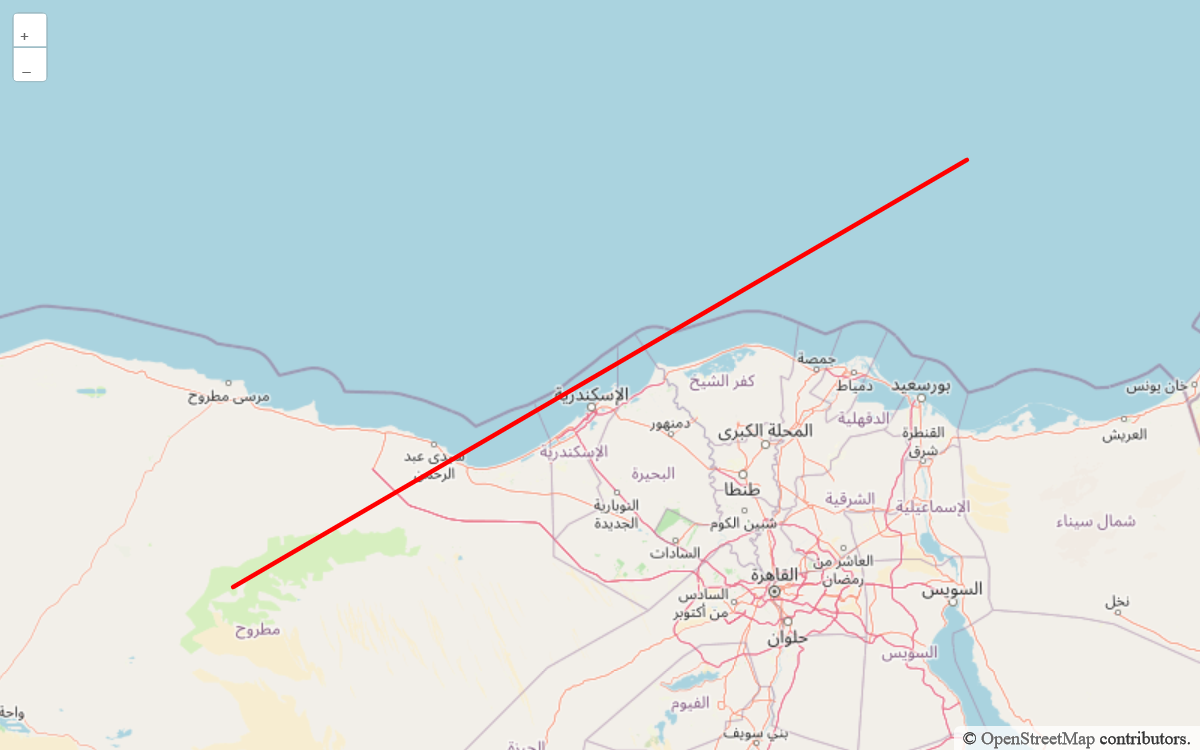 +
–
جمصة
كفر الشيخ
دمياط
بورسعيد
خان يونس
مرسى مطروح
الإسكندرية
الدقهلية
دمنهور
المحلة الكبرى
القنطرة
شرق
العريش
الإسكندرية
سيدى عبد
الرحمن
البحيرة
طنطا
النوبارية
الجديدة
الشرقية
الإسماعيلية
شمال سيناء
شبين الكوم
السادات
العاشر من
رمضان
القاهرة
السويس
السادس
من أكتوبر
نخل
مطروح
حلوان
السويس
الفيوم
واحة
بني سويف
الجيزة
© OpenStreetMap contributors.